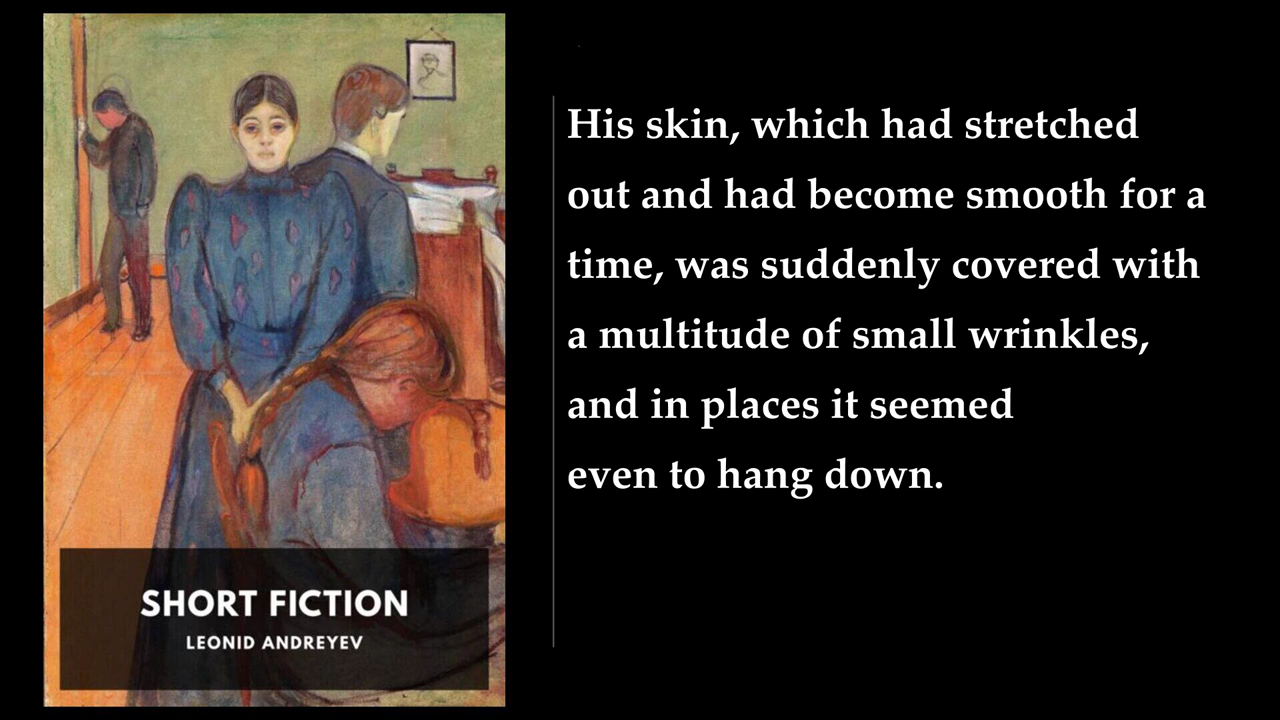 His skin, which had stretched
out and had become smooth for a
time, was suddenly covered with
a multitude of small wrinkles,
and in places it seemed
even to hang down.
SHORT FICTION
LEONID ANDREYEV